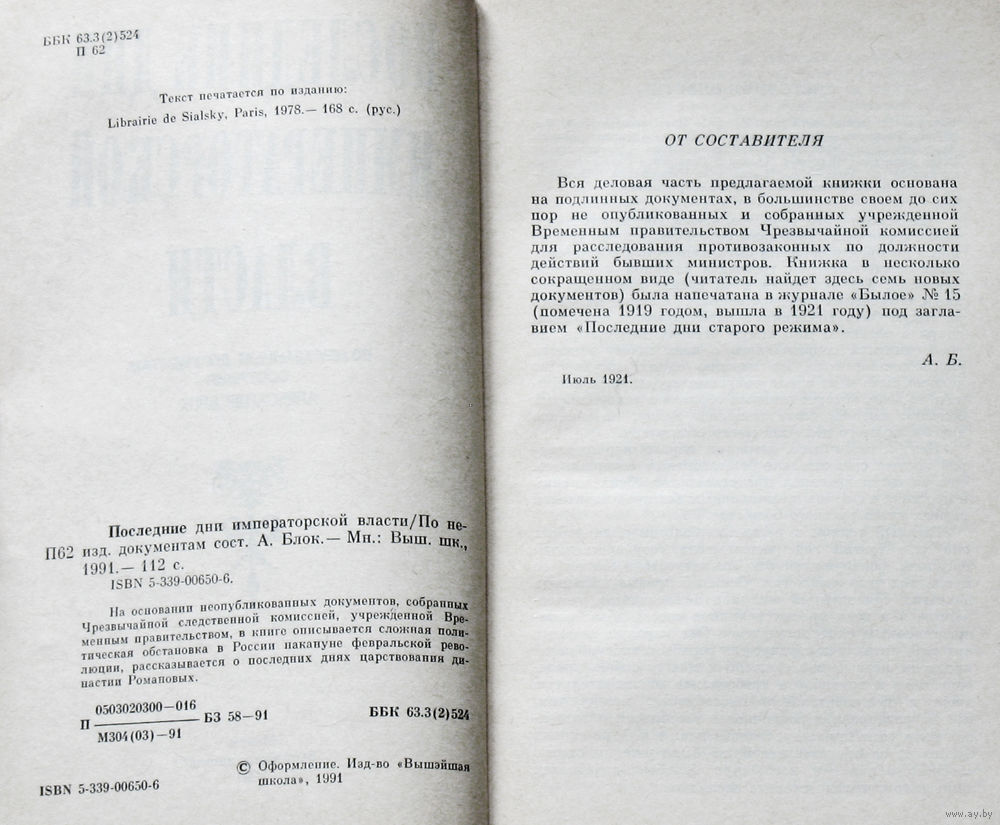 ББК 63.3(2)524
П 62
Текст печатается по изданию:
Librairie de Sialsky, Paris, 1978.— 168 с. (рус.)
Последние дни императорской власти/По не-
П62 изд. документам сост. А. Блок.— Мн.: Выш. шк.,
1991.— 112 с.
ISBN 5-339-00650-6.
На основании неопубликованных документов, собранных
Чрезвычайной следственной комиссией, учрежденной Вре-
менным правительством, в книге описывается сложная поли-
тическая обстановка в России накануне февральской рево-
люции, рассказывается о последних днях царствования ди-
настии Романовых.
0503020300—016
П БЗ 58—91
М304(03)—91
ББК 63.3(2)524
© Оформление. Изд-во «Вышэйшая
школа», 1991
ISBN 5-339-00650-6
ОТ СОСТАВИТЕЛЯ
Вся деловая часть предлагаемой книжки основана
на подлинных документах, в большинстве своем до сих
пор не опубликованных и собранных учрежденной
Временным правительством Чрезвычайной комиссией
для расследования противозаконных по должности
действий бывших министров. Книжка в несколько
сокращенном виде (читатель найдет здесь семь новых
документов) была напечатана в журнале «Былое» № 15
(помечена 1919 годом, вышла в 1921 году) под загла-
вием «Последние дни старого режима».
А. Б.
Июль 1921.
www.ay.by